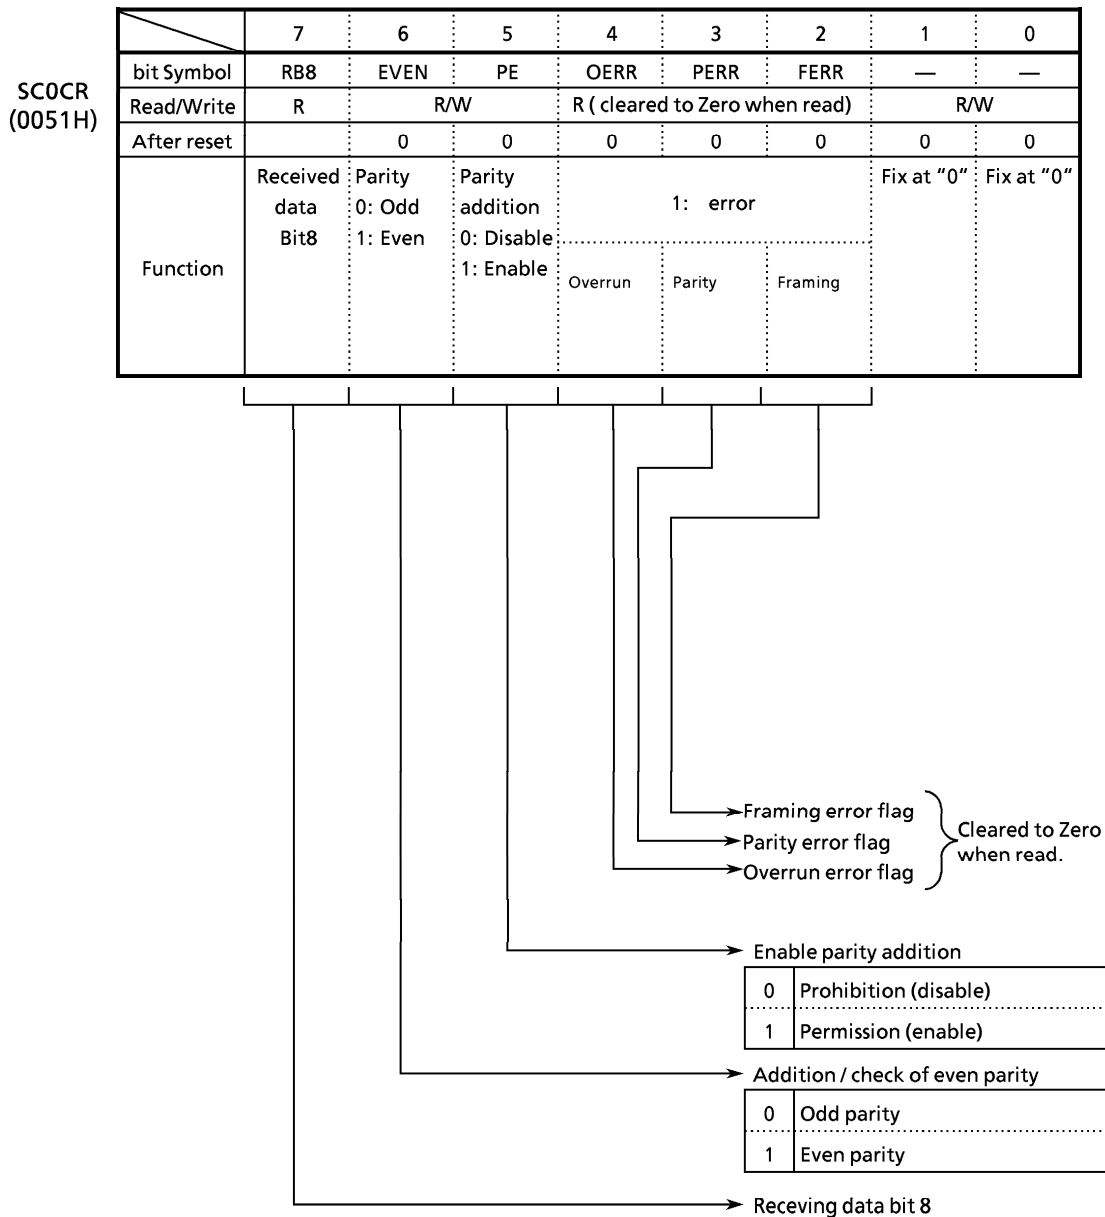 7 6 5 4 3 2 1 0
SC0CR
(0051H)
bit Symbol RB8 EVEN PE OERR PERR FERR — —
Read/Write R R/W R ( cleared to Zero when read) R/W
After reset 0 0 0 0 0 0 0
Function
Received
data
Bit8
Parity
0: Odd
1: Even
Parity
addition
0: Disable
1: Enable
1: error
Overrun Parity Framing
Fix at "0" Fix at "0"
Framing error flag
Parity error flag
Overrun error flag
Cleared to Zero
when read.
Enable parity addition
0 Prohibition (disable)
1 Permission (enable)
Addition / check of even parity
0 Odd parity
1 Even parity
Receving data bit 8